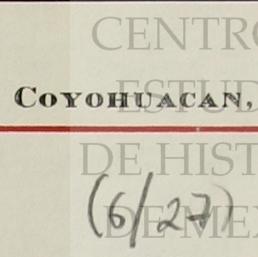 CENTRO
COYOHUACAN,
ESTUD
DE HIST
(6/27)
DE MEX